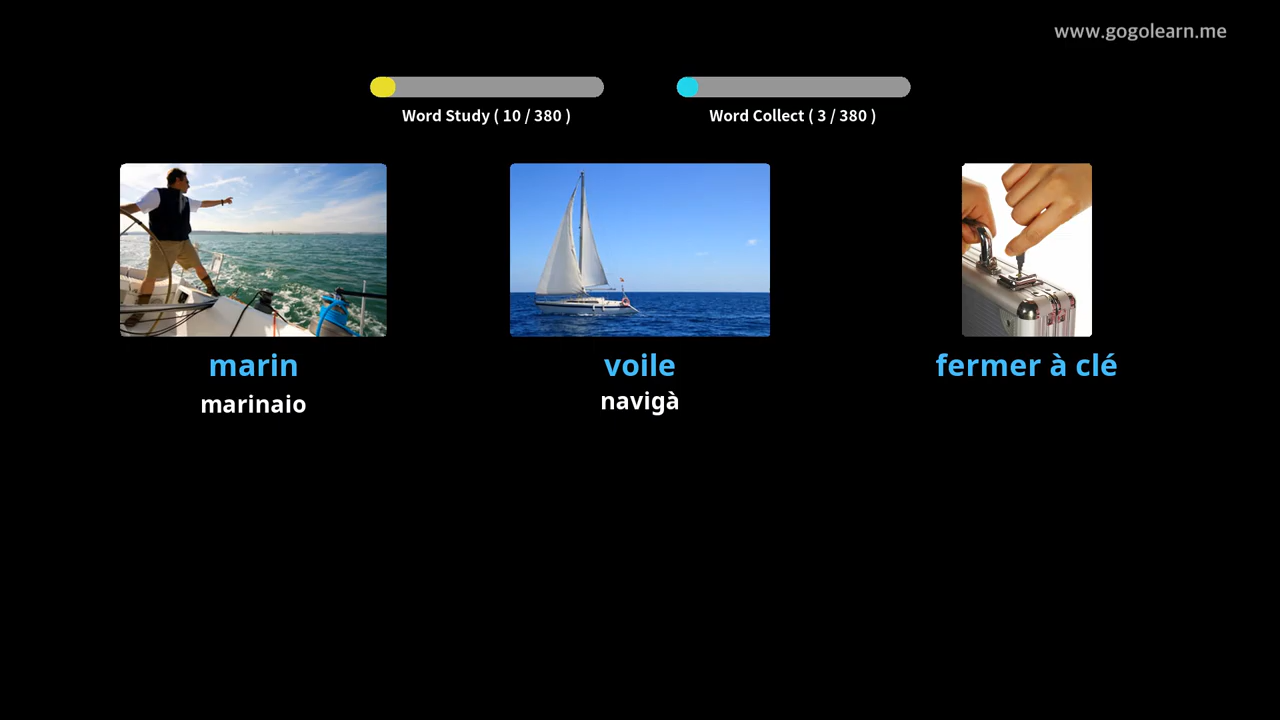 www.gogolearn.me
Word Study ( 10 / 380 )
Word Collect ( 3 / 380 )
marin
marinaio
voile
navigà
fermer à clé